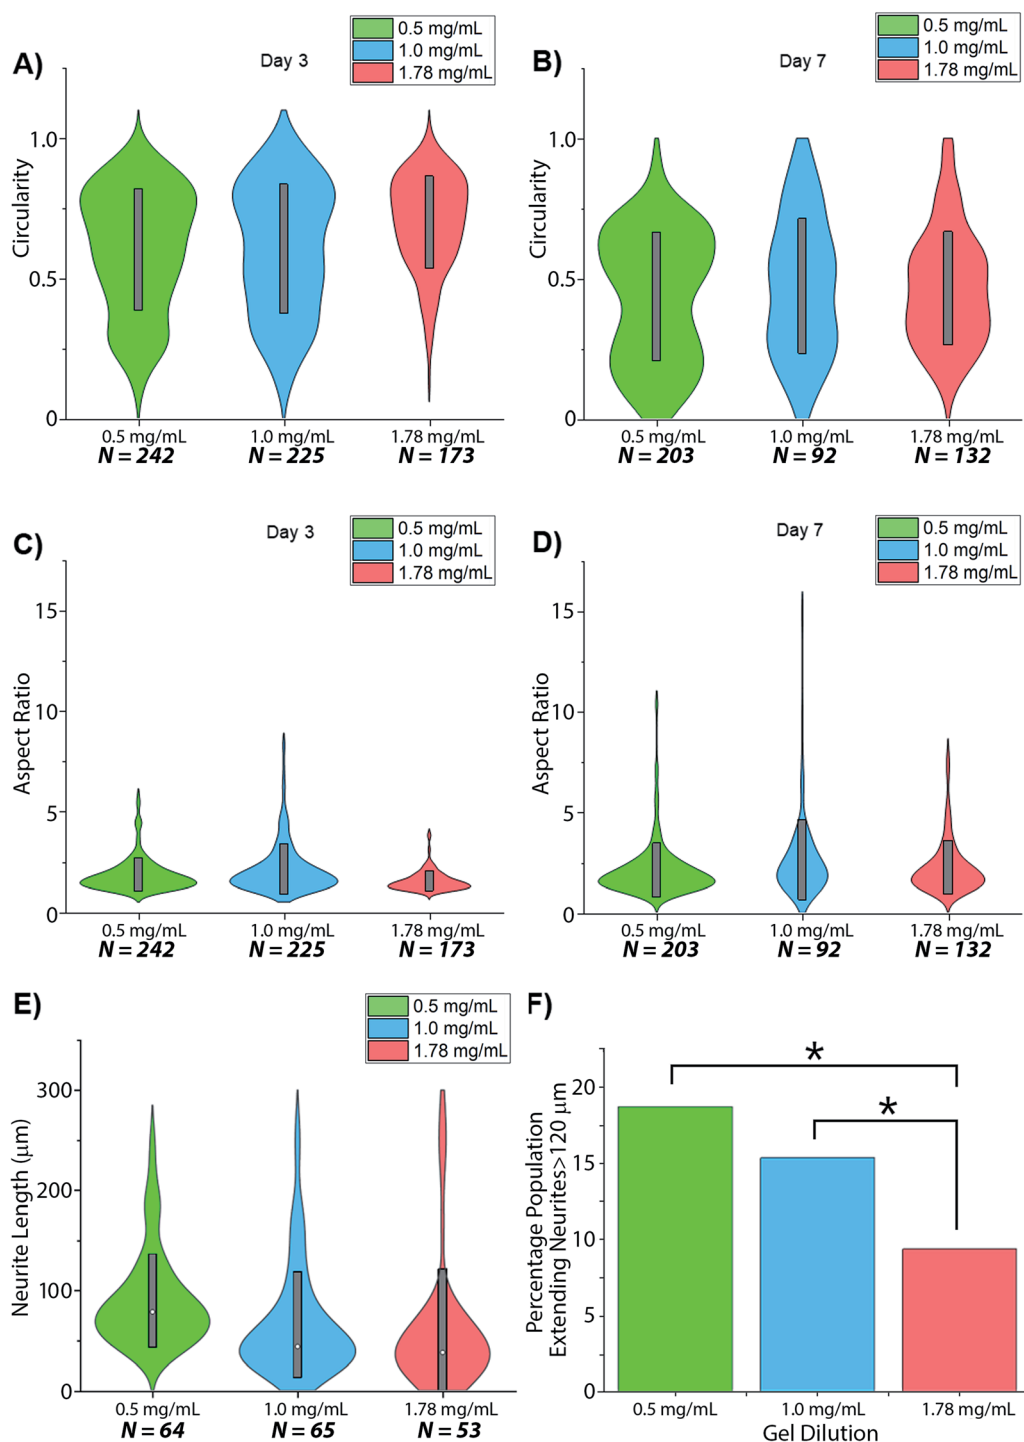 A)
Day 3
0.5 mg/mL
1.0 mg/mL
1.78 mg/mL
Circularity
1.0
0.5
0
0.5 mg/mL
1.0 mg/mL
1.78 mg/mL
N = 242
N = 225
N = 173
B)
Day 7
0.5 mg/mL
1.0 mg/mL
1.78 mg/mL
Circularity
1.0
0.5
0
0.5 mg/mL
1.0 mg/mL
1.78 mg/mL
N = 203
N = 92
N = 132
C)
Day 3
0.5 mg/mL
1.0 mg/mL
1.78 mg/mL
Aspect Ratio
15
10
5
0
0.5 mg/mL
1.0 mg/mL
1.78 mg/mL
N = 242
N = 225
N = 173
D)
Day 7
0.5 mg/mL
1.0 mg/mL
1.78 mg/mL
Aspect Ratio
15
10
5
0
0.5 mg/mL
1.0 mg/mL
1.78 mg/mL
N = 203
N = 92
N = 132
E)
0.5 mg/mL
1.0 mg/mL
1.78 mg/mL
Neurite Length (μm)
300
200
100
0
0.5 mg/mL
1.0 mg/mL
1.78 mg/mL
N = 64
N = 65
N = 53
F)
Percentage Population
Extending Neurites>120 μm
20
15
10
5
0
*
*
0.5 mg/mL
1.0 mg/mL
1.78 mg/mL
Gel Dilution